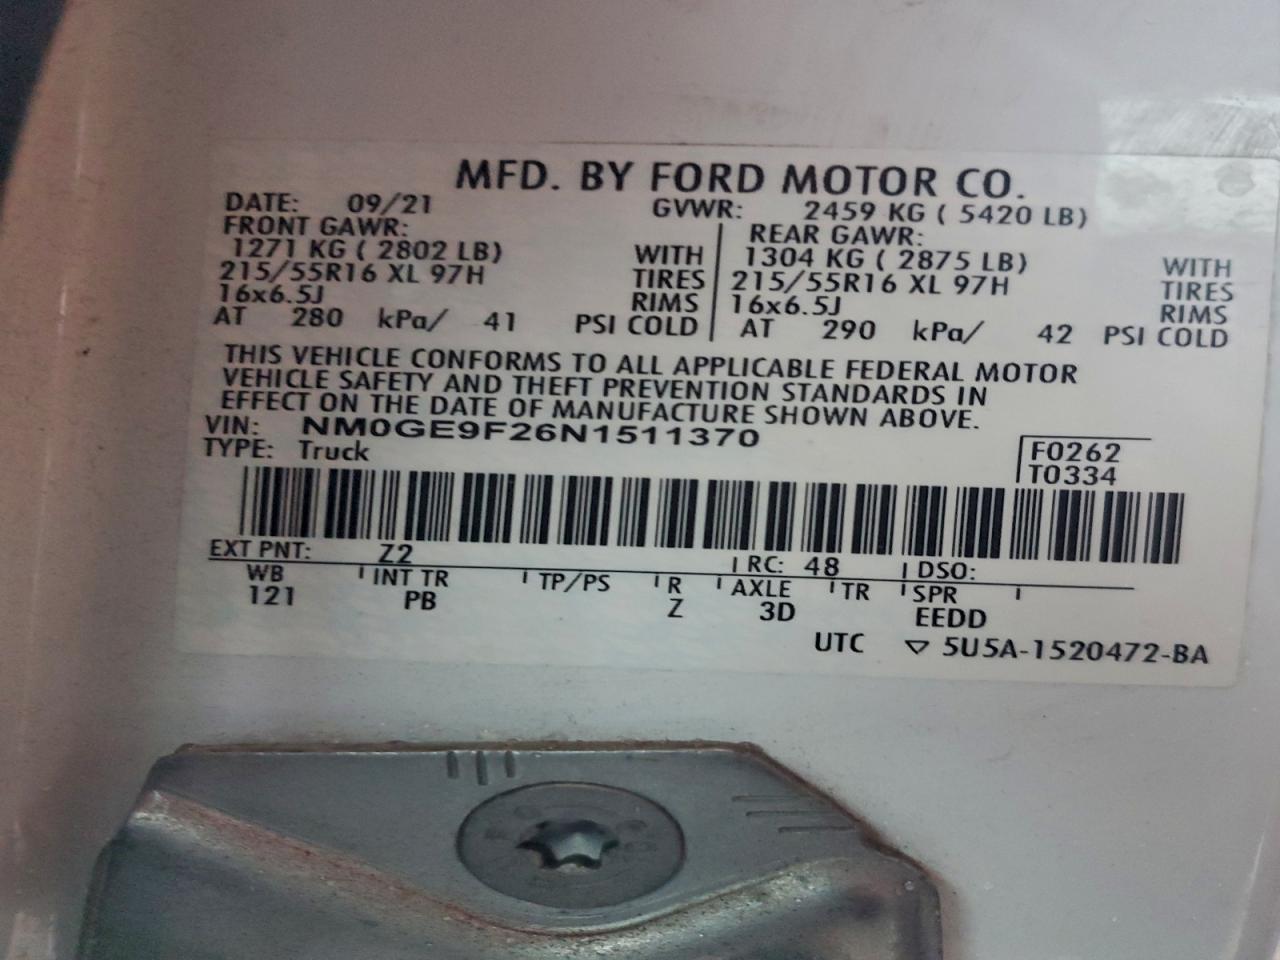 MFD. BY FORD MOTOR CO.
DATE: 09/21 GVWR: 2459 KG ( 5420 LB)
FRONT GAWR: REAR GAWR:
1271 KG ( 2802 LB) WITH 1304 KG ( 2875 LB) WITH
215/55R16 XL 97H TIRES 215/55R16 XL 97H TIRES
16x6.5J RIMS 16x6.5J RIMS
AT 280 kPa/ 41 PSI COLD AT 290 kPa/ 42 PSI COLD
THIS VEHICLE CONFORMS TO ALL APPLICABLE FEDERAL MOTOR
VEHICLE SAFETY AND THEFT PREVENTION STANDARDS IN
EFFECT ON THE DATE OF MANUFACTURE SHOWN ABOVE.
VIN: NM0GE9F26N1511370
TYPE: Truck
F0262
T0334
EXT PNT: Z2 RC: 48 DSO:
WB INT TR TP/PS R AXLE TR SPR
121 PB Z 3D EEDD
UTC ▽ 5U5A-1520472-BA